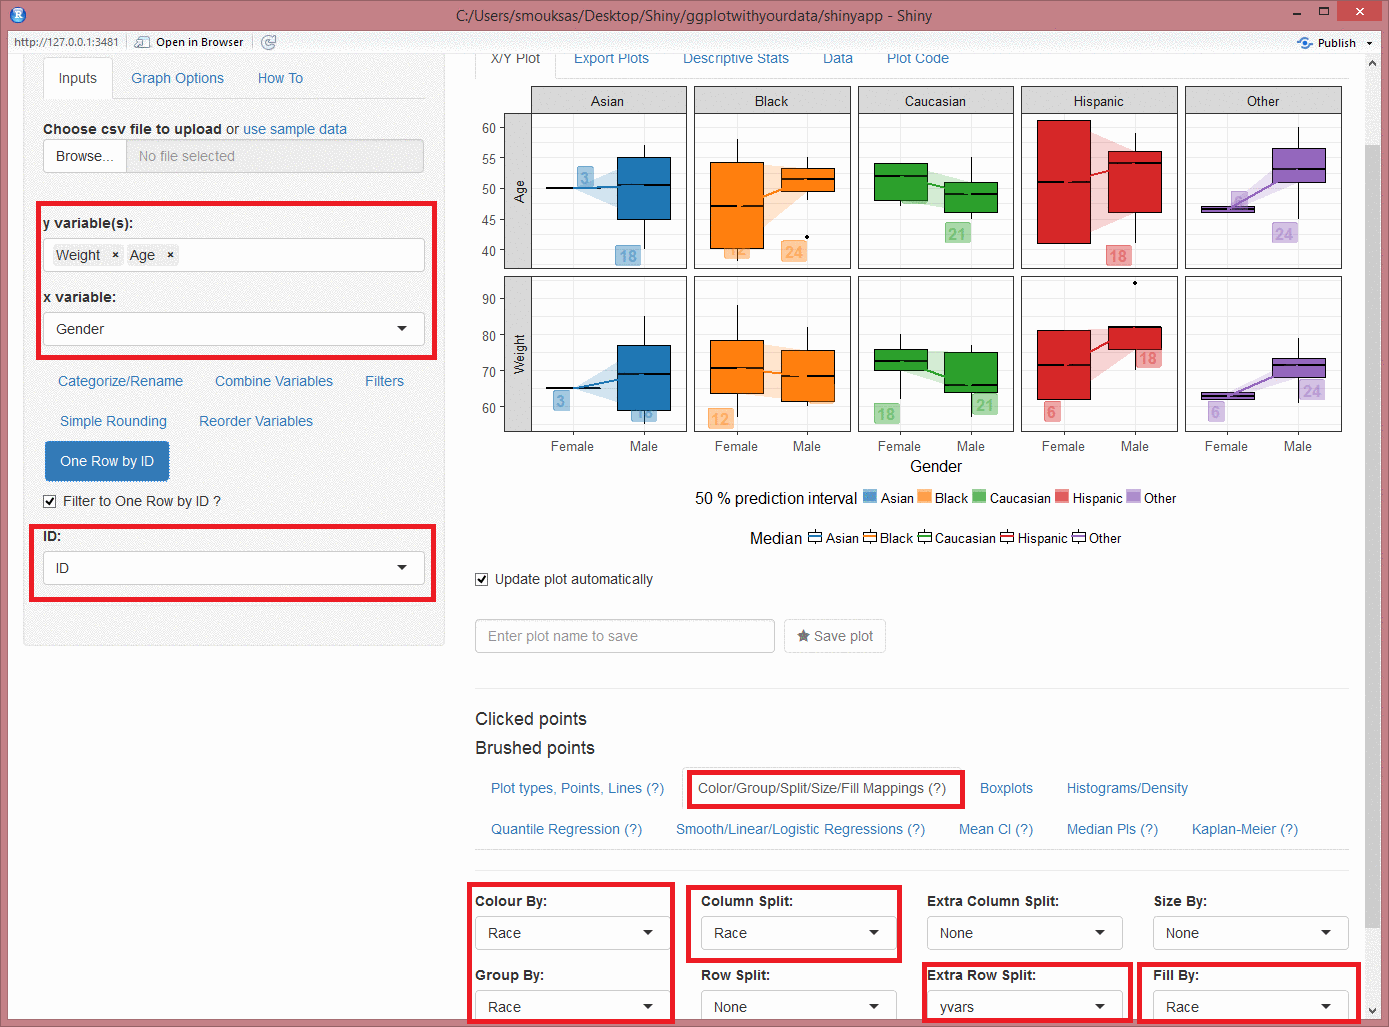 C:/Users/smouksas/Desktop/Shiny/ggplotwithyourdata/shinyapp - Shiny
http://127.0.0.1:3481 Open in Browser Publish
Inputs Graph Options How To
Choose csv file to upload or use sample data
Browse... No file selected
y variable(s):
Weight × Age ×
x variable:
Gender
Categorize/Rename Combine Variables Filters
Simple Rounding Reorder Variables
One Row by ID
Filter to One Row by ID ?
ID:
ID
X/Y Plot Export Plots Descriptive Stats Data Plot Code
Asian Black Caucasian Hispanic Other
Age
60
55
50
45
40
3 18 12 24 21 18 6 24
Weight
90
80
70
60
3 18 12 18 21 6 18 6 24
Female Male Female Male Female Male Female Male Female Male
Gender
50 % prediction interval Asian Black Caucasian Hispanic Other
Median Asian Black Caucasian Hispanic Other
Update plot automatically
Enter plot name to save Save plot
Clicked points
Brushed points
Plot types, Points, Lines (?) Color/Group/Split/Size/Fill Mappings (?) Boxplots Histograms/Density
Quantile Regression (?) Smooth/Linear/Logistic Regressions (?) Mean CI (?) Median PIs (?) Kaplan-Meier (?)
Colour By: Column Split: Extra Column Split: Size By:
Race Race None None
Group By: Row Split: Extra Row Split: Fill By:
Race None yvars Race